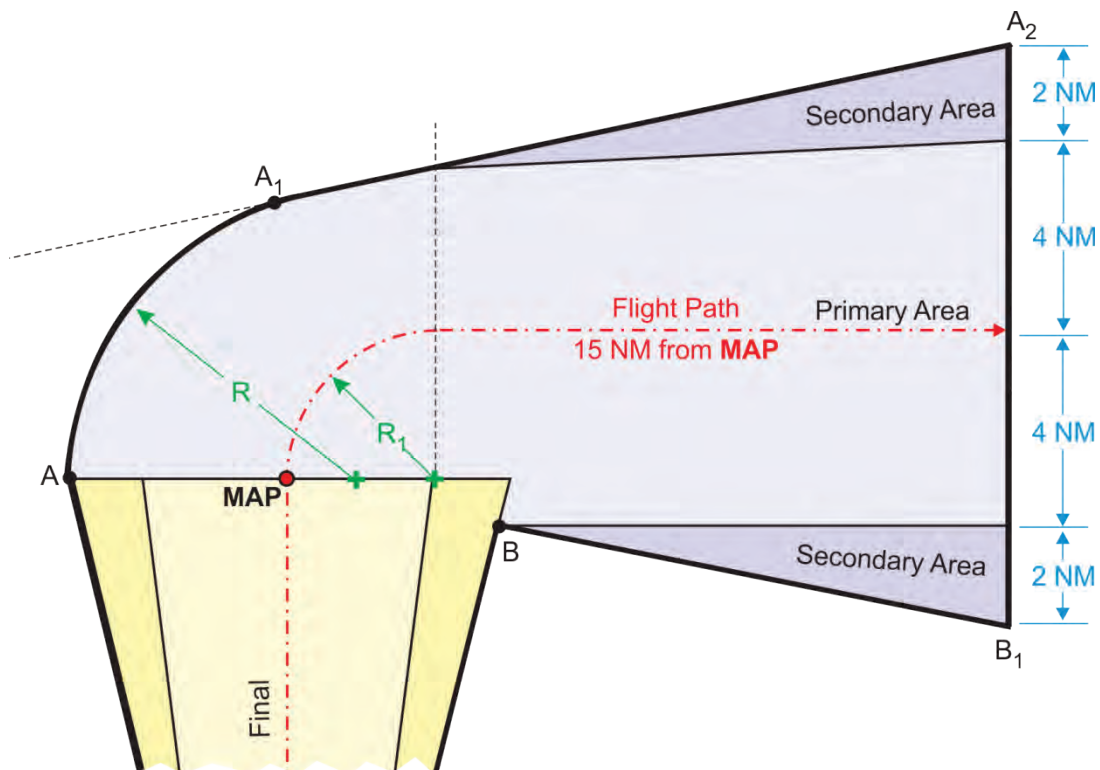 A₂
2 NM
Secondary Area
A₁
4 NM
Flight Path
Primary Area
15 NM from MAP
R
R₁
4 NM
A
MAP
B
Secondary Area
2 NM
B₁
Final